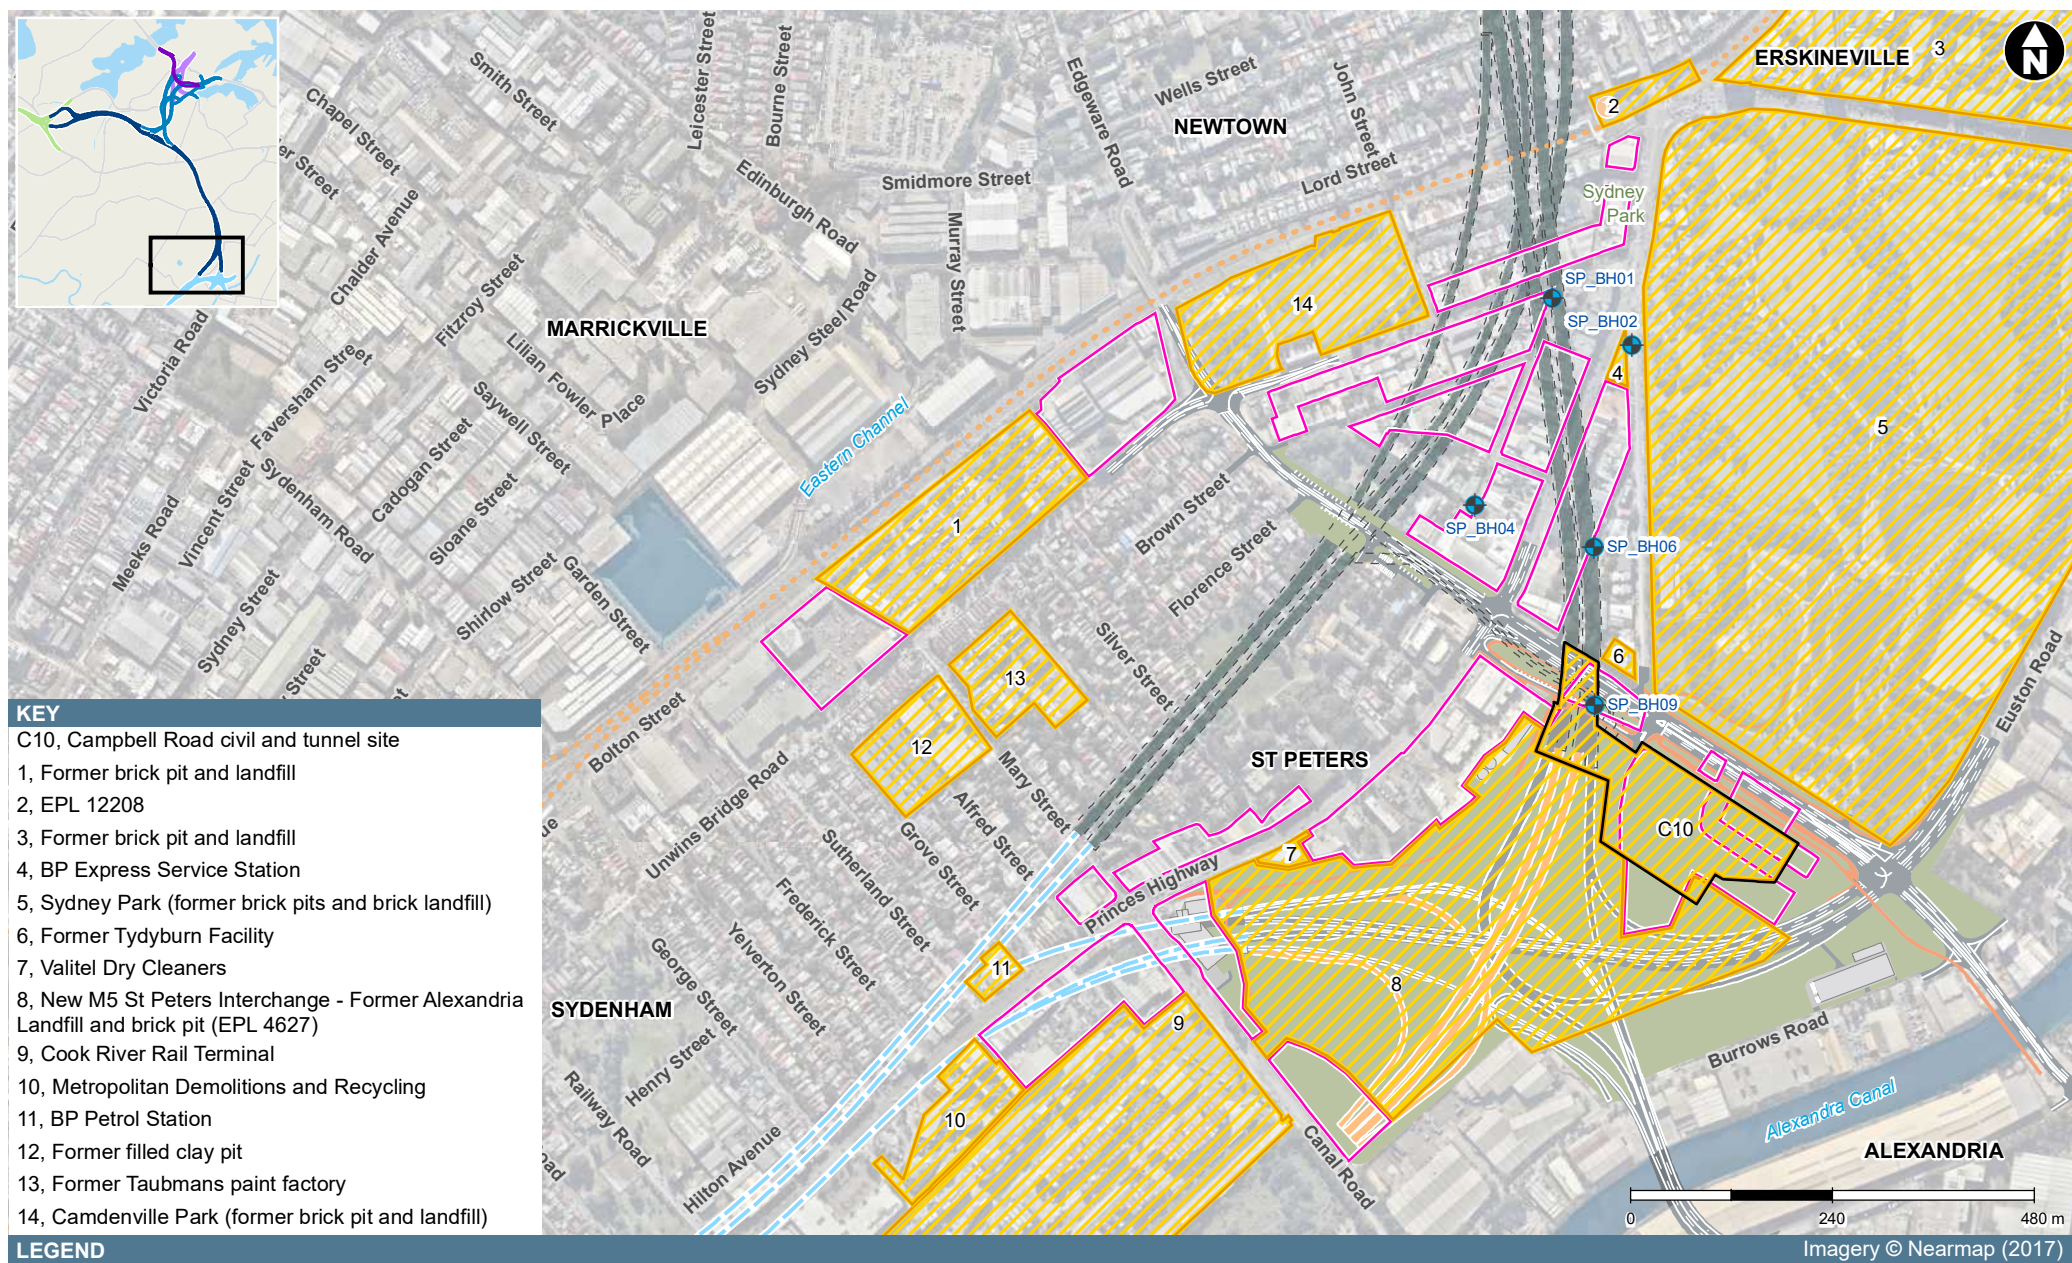 Smith Street
Leicester Street
Bourne Street
Chapel Street
er Street
Edgeware Road
Wells Street
John Street
NEWTOWN
Lord Street
ERSKINEVILLE
3
N
2
Sydney
Park
Edinburgh Road
Smidmore Street
Murray Street
Chalder Avenue
Fitzroy Street
Victoria Road
MARRICKVILLE
Sydney Steel Road
14
SP_BH01
SP_BH02
4
5
Faversham Street
Lilian Fowler Place
Saywell Street
Cadogan Street
Sloane Street
Vincent Street
Sydenham Road
Meeks Road
Eastern Channel
1
Brown Street
Florence Street
SP_BH04
SP_BH06
Sydney Street
Shirlow Street
Garden Street
Street
Silver Street
13
12
6
SP_BH09
Euston Road
Bolton Street
Unwins Bridge Road
Mary Street
Alfred Street
Grove Street
Sutherland Street
Frederick Street
Yelverton Street
George Street
ST PETERS
7
C10
Princes Highway
11
8
SYDENHAM
Henry Street
Railway Road
Hilton Avenue
10
9
Canal Road
Burrows Road
Alexandra Canal
ALEXANDRIA
0 240 480 m
KEY
C10, Campbell Road civil and tunnel site
1, Former brick pit and landfill
2, EPL 12208
3, Former brick pit and landfill
4, BP Express Service Station
5, Sydney Park (former brick pits and brick landfill)
6, Former Tydyburn Facility
7, Valitel Dry Cleaners
8, New M5 St Peters Interchange - Former Alexandria
Landfill and brick pit (EPL 4627)
9, Cook River Rail Terminal
10, Metropolitan Demolitions and Recycling
11, BP Petrol Station
12, Former filled clay pit
13, Former Taubmans paint factory
14, Camdenville Park (former brick pit and landfill)
LEGEND
Imagery © Nearmap (2017)